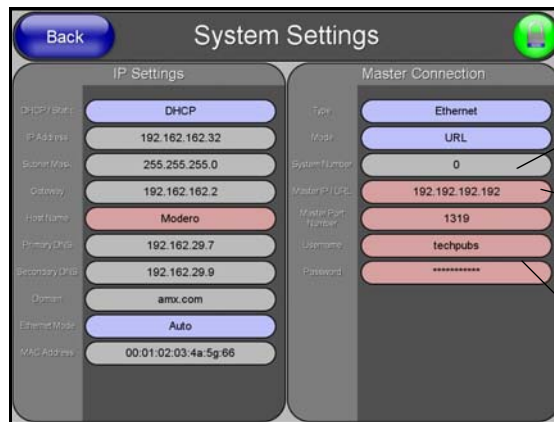 Back
System Settings
IP Settings
DHCP / Static
DHCP
IP Address
192.162.162.32
Subnet Mask
255.255.255.0
Gateway
192.162.162.2
Host Name
Modero
Primary DNS
192.162.29.7
Secondary DNS
192.162.29.9
Domain
amx.com
Ethernet Mode
Auto
MAC Address
00:01:02:03:4a:5g:66
Master Connection
Type
Ethernet
Mode
URL
System Number
0
Master IP / URL
192.192.192.192
Master Port
Number
1319
Username
techpubs
Password
***********